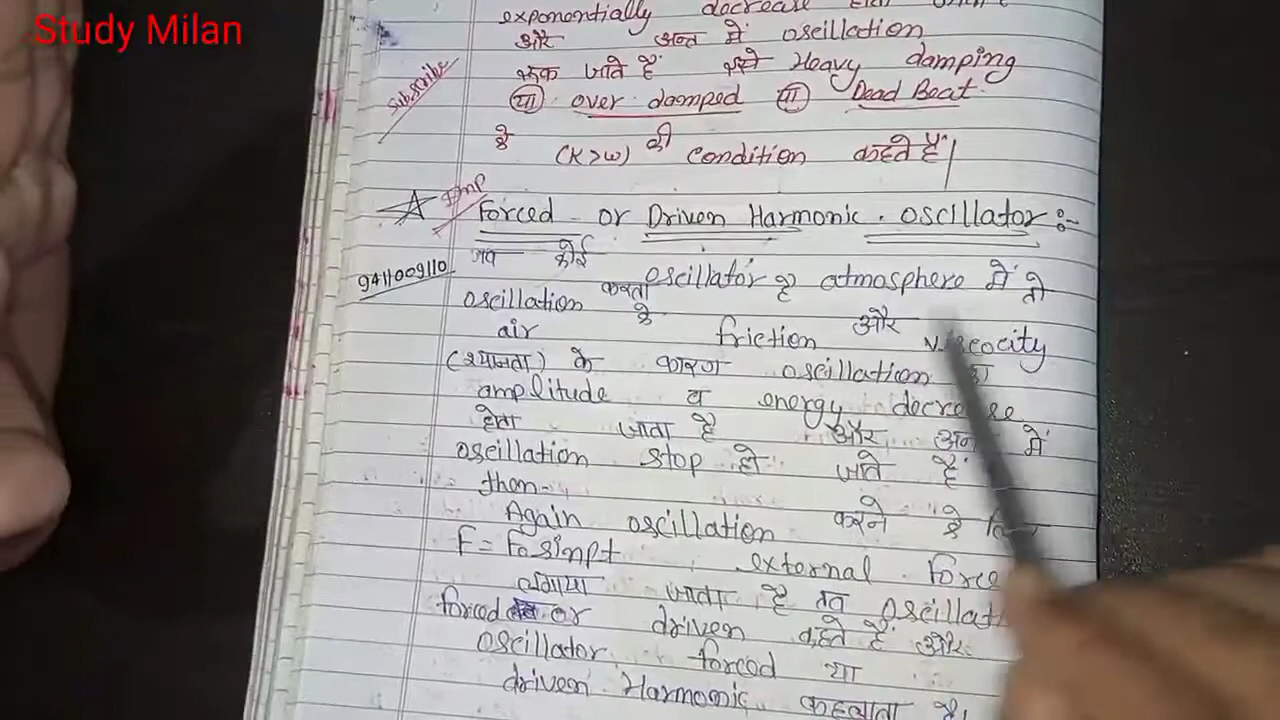 Study Milan
exponentially decrease
और अन्त में oscillation
रुक जाते हैं इसे Heavy damping
Subscribe
(या) over damped (या) Dead Beat
के (K>ω) की condition कहते हैं।
Imp
Forced or Driven Harmonic oscillator :-
जब कोई oscillator है atmosphere में तो
9411009110
oscillation करता है
air friction और viscocity
(श्यानता) के कारण oscillation का
amplitude व energy decrease
होता जाता है और अन्त में
oscillation stop हो जाते हैं
then-
Again oscillation करने के
F = Fo sinpt external force
लगाया जाता है तब
forced or driven कहते हैं और
oscillator forced या
driven Harmonic कहलाता है।